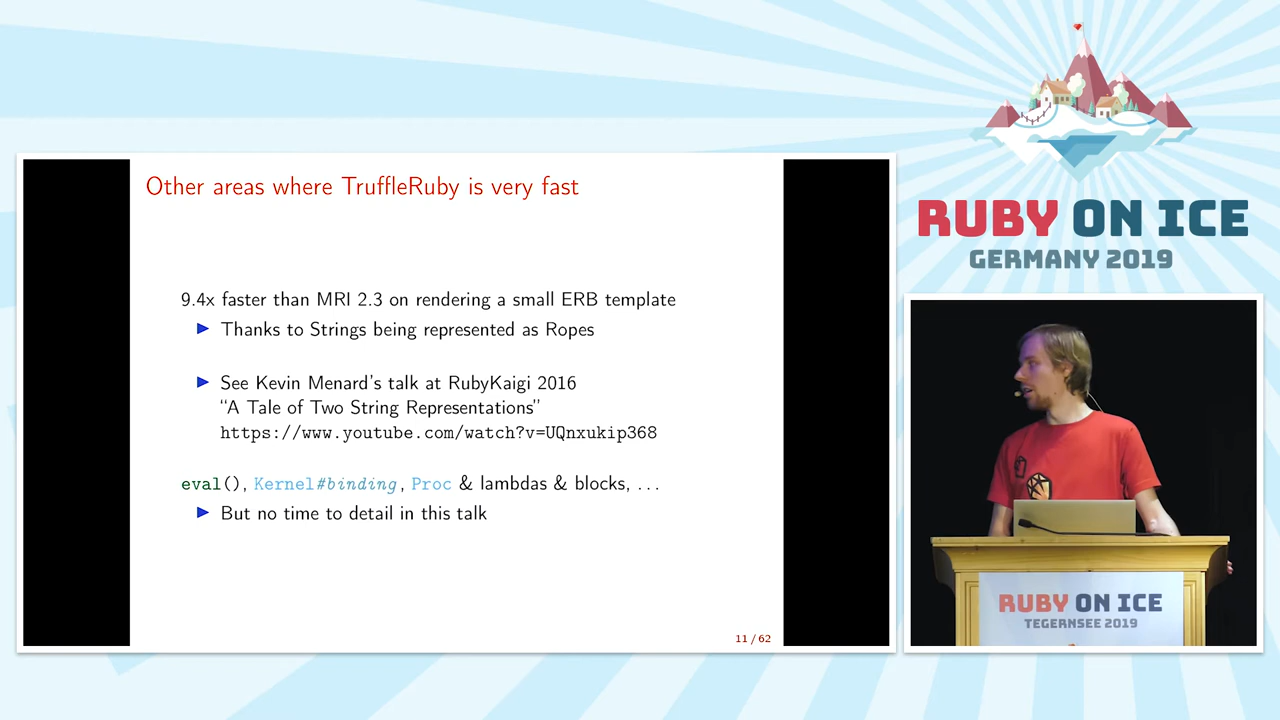 Other areas where TruffleRuby is very fast
9.4x faster than MRI 2.3 on rendering a small ERB template
Thanks to Strings being represented as Ropes
See Kevin Menard's talk at RubyKaigi 2016
“A Tale of Two String Representations”
https://www.youtube.com/watch?v=UQnxukip368
eval(), Kernel#binding, Proc & lambdas & blocks, ...
But no time to detail in this talk
11 / 62
RUBY ON ICE
GERMANY 2019
RUBY ON ICE
TEGERNSEE 2019